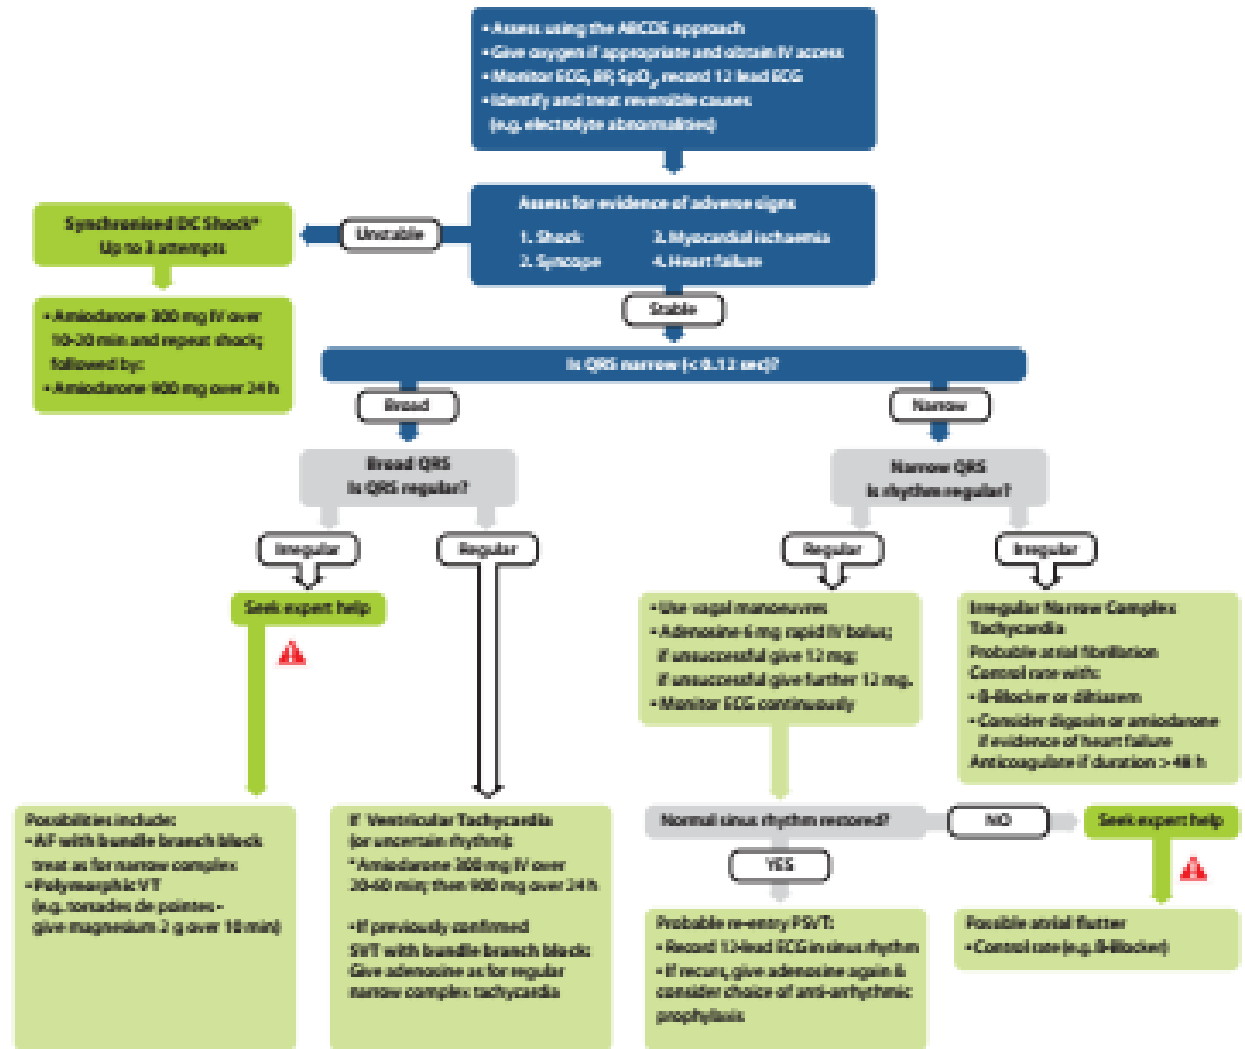 • Assess using the ABCDE approach
• Give oxygen if appropriate and obtain IV access
• Monitor ECG, BP, SpO₂, record 12 lead ECG
• Identify and treat reversible causes
(e.g. electrolyte abnormalities)
Assess for evidence of adverse signs
1. Shock
2. Syncope
3. Myocardial ischaemia
4. Heart failure
Unstable
Synchronised DC Shock*
Up to 3 attempts
• Amiodarone 300 mg IV over
10-20 min and repeat shock;
followed by:
• Amiodarone 900 mg over 24 h
Stable
Is QRS narrow (< 0.12 sec)?
Broad
Narrow
Broad QRS
Is QRS regular?
Narrow QRS
Is rhythm regular?
Irregular
Regular
Regular
Irregular
Seek expert help
• Use vagal manoeuvres
• Adenosine 6 mg rapid IV bolus;
if unsuccessful give 12 mg;
if unsuccessful give further 12 mg.
• Monitor ECG continuously
Irregular Narrow Complex
Tachycardia
Probable atrial fibrillation
Control rate with:
• ß-Blocker or diltiazem
• Consider digoxin or amiodarone
if evidence of heart failure
Anticoagulate if duration > 48 h
Possibilities include:
• AF with bundle branch block
treat as for narrow complex
• Polymorphic VT
(e.g. torsades de pointes -
give magnesium 2 g over 10 min)
If Ventricular Tachycardia
(or uncertain rhythm):
*Amiodarone 300 mg IV over
20-60 min; then 900 mg over 24 h
• If previously confirmed
SVT with bundle branch block:
Give adenosine as for regular
narrow complex tachycardia
Normal sinus rhythm restored?
NO
Seek expert help
YES
Probable re-entry PSVT:
• Record 12-lead ECG in sinus rhythm
• If recurs, give adenosine again &
consider choice of anti-arrhythmic
prophylaxis
Possible atrial flutter
• Control rate (e.g. ß-Blocker)